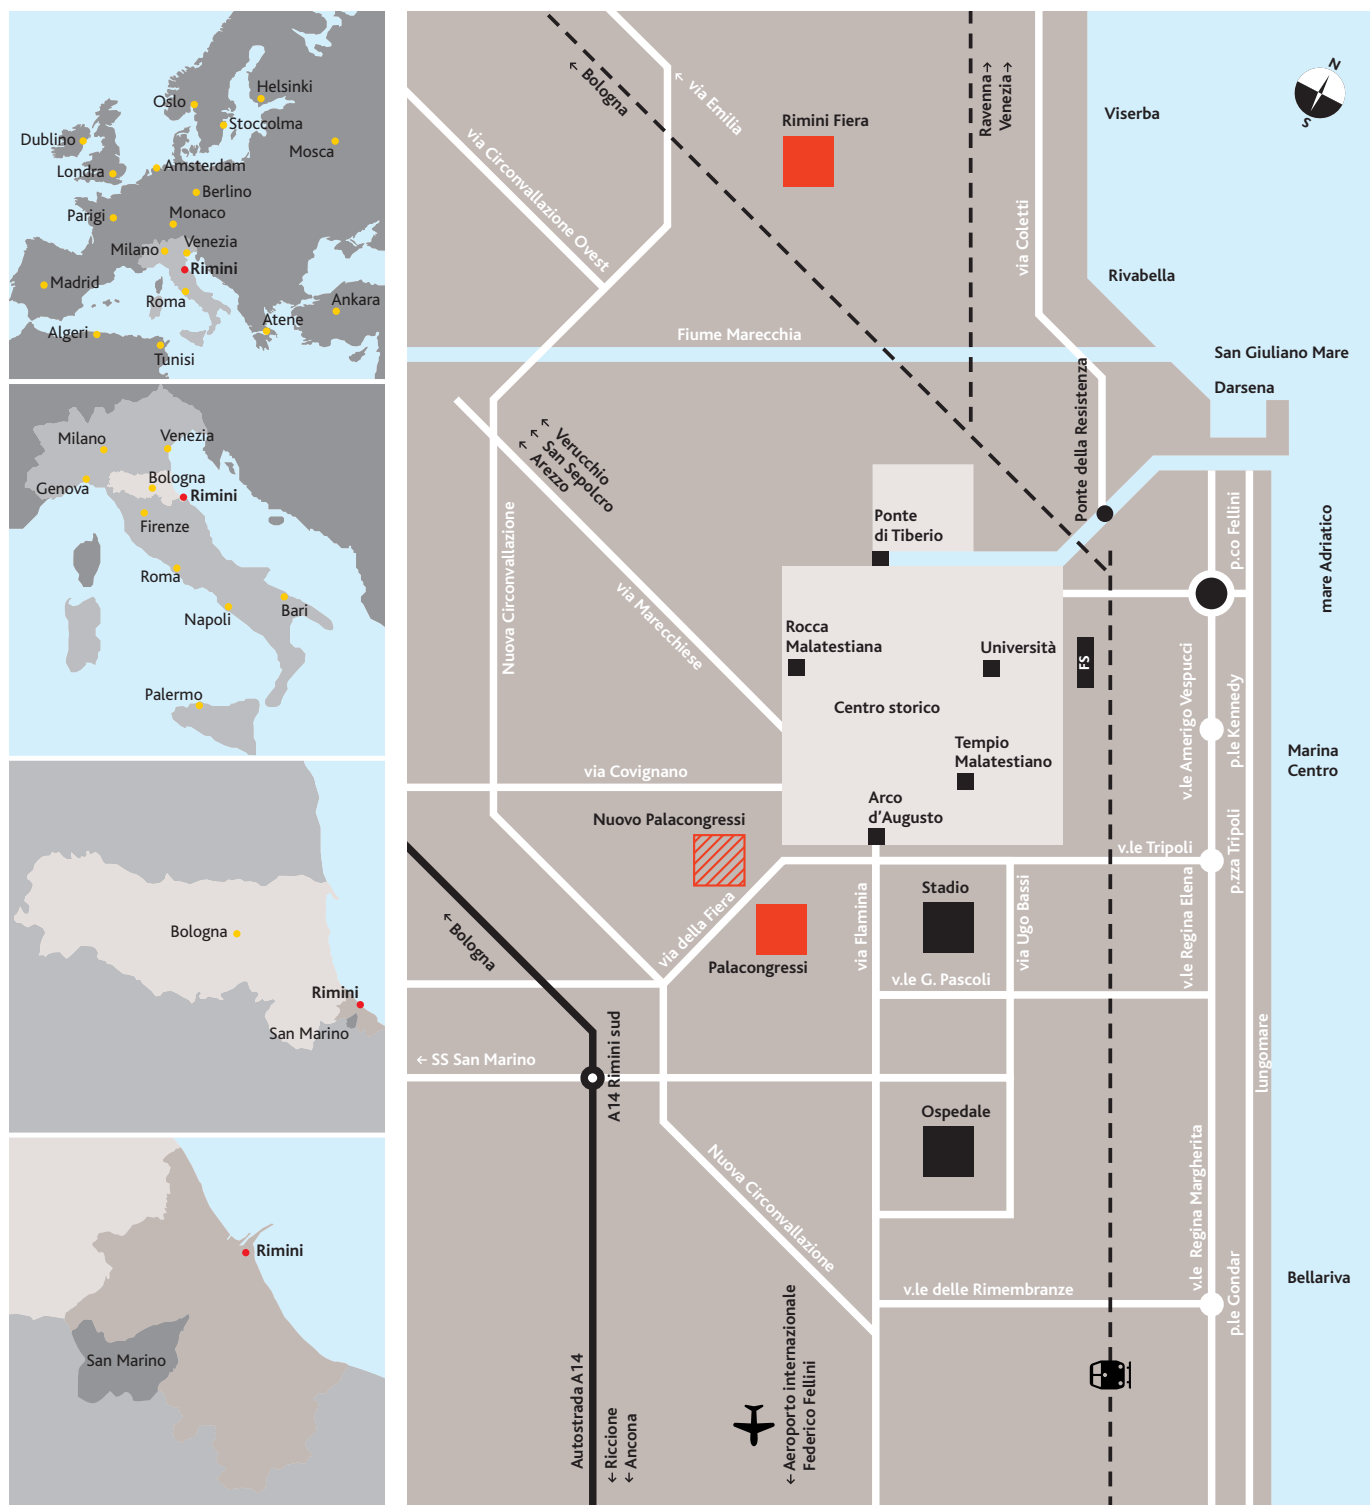 Helsinki
Oslo
Stoccolma
Dublino
Mosca
Londra
Amsterdam
Berlino
Parigi
Monaco
Milano
Venezia
Rimini
Madrid
Roma
Ankara
Atene
Algeri
Tunisi
Milano
Venezia
Bologna
Genova
Rimini
Firenze
Roma
Napoli
Bari
Palermo
Bologna
Rimini
San Marino
Rimini
San Marino
← Bologna
← via Emilia
Rimini Fiera
Ravenna→
Venezia→
N
S
Viserba
via Circonvallazione Ovest
via Coletti
Rivabella
Fiume Marecchia
San Giuliano Mare
Darsena
Ponte della Resistenza
← Verucchio
← San Sepolcro
← Arezzo
Nuova Circonvallazione
Ponte
di Tiberio
p.co Fellini
mare Adriatico
via Marecchiese
Rocca
Malatestiana
Università
FS
Centro storico
v.le Amerigo Vespucci
p.le Kennedy
Tempio
Malatestiano
Marina
Centro
via Covignano
Arco
d'Augusto
Nuovo Palacongressi
v.le Tripoli
p.zza Tripoli
Stadio
via della Fiera
via Flaminia
via Ugo Bassi
v.le Regina Elena
← Bologna
Palacongressi
v.le G. Pascoli
← SS San Marino
A14 Rimini sud
lungomare
Ospedale
Nuova Circonvallazione
v.le Regina Margherita
v.le delle Rimembranze
p.le Gondar
Bellariva
Autostrada A14
← Riccione
← Ancona
← Aeroporto internazionale
Federico Fellini